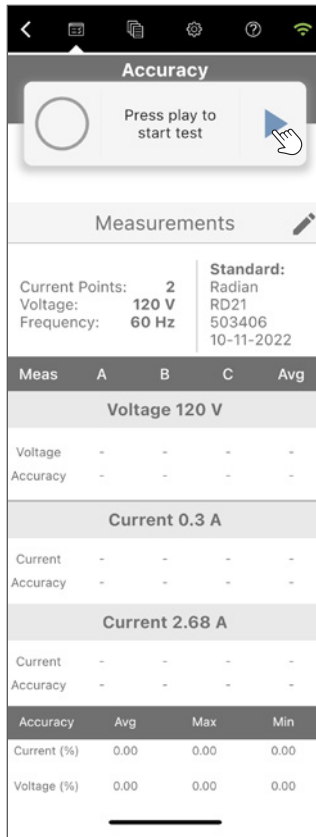 Accuracy
Press play to
start test
Measurements
Current Points: 2
Voltage: 120 V
Frequency: 60 Hz
Standard:
Radian
RD21
503406
10-11-2022
Meas A B C Avg
Voltage 120 V
Voltage - - - -
Accuracy - - - -
Current 0.3 A
Current - - - -
Accuracy - - - -
Current 2.68 A
Current - - - -
Accuracy - - - -
Accuracy Avg Max Min
Current (%) 0.00 0.00 0.00
Voltage (%) 0.00 0.00 0.00